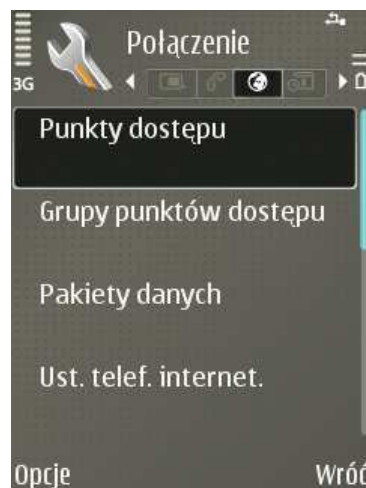 Połączenie
3G
Punkty dostępu
Grupy punktów dostępu
Pakiety danych
Ust. telef. internet.
Opcje
Wróć